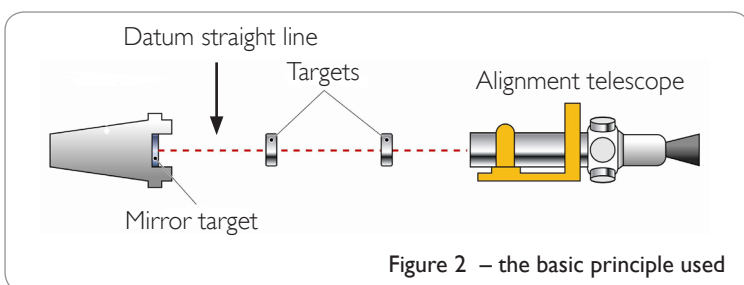 Datum straight line
Targets
Alignment telescope
Mirror target
Figure 2 – the basic principle used